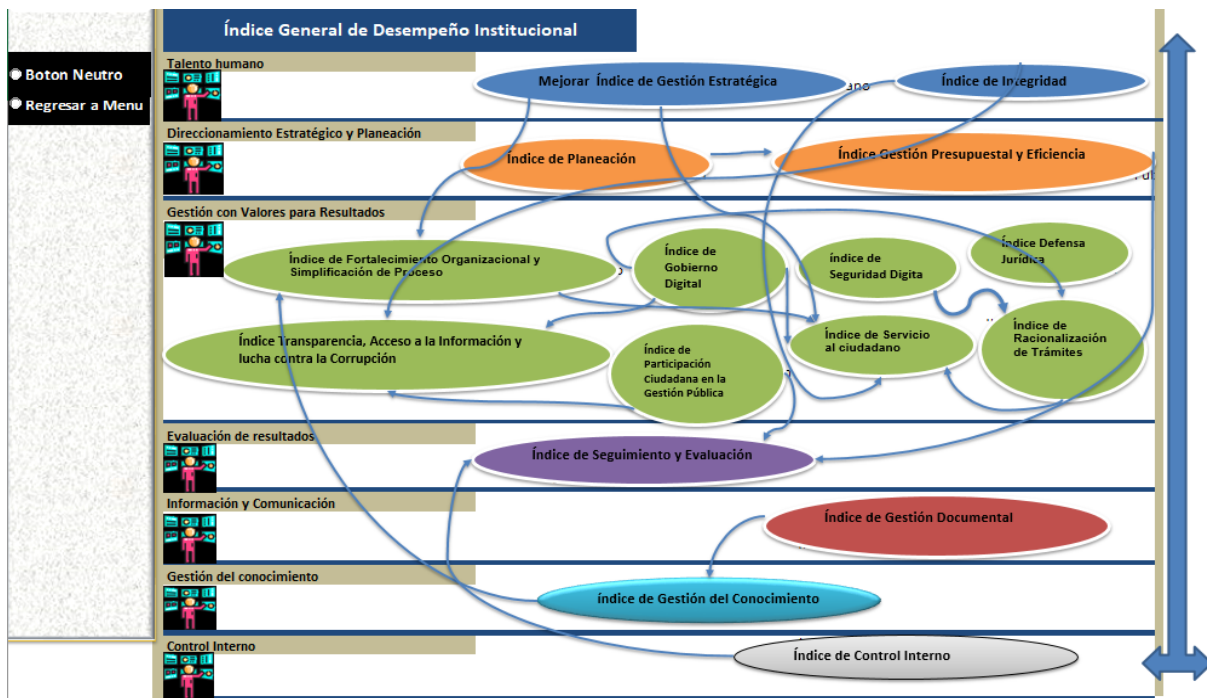 Índice General de Desempeño Institucional
Boton Neutro
Regresar a Menu
Talento humano
Mejorar Índice de Gestión Estratégica
ano
Índice de Integridad
Direccionamiento Estratégico y Planeación
Índice de Planeación
Índice Gestión Presupuestal y Eficiencia
Gestión con Valores para Resultados
Índice de Fortalecimiento Organizacional y
Simplificación de Proceso
Índice de
Gobierno
Digital
índice de
Seguridad Digita
Índice Defensa
Jurídica
Índice Transparencia, Acceso a la Información y
lucha contra la Corrupción
Índice de
Participación
Ciudadana en la
Gestión Pública
Índice de Servicio
al ciudadano
Índice de
Racionalización
de Trámites
Evaluación de resultados
Índice de Seguimiento y Evaluación
Información y Comunicación
Índice de Gestión Documental
Gestión del conocimiento
índice de Gestión del Conocimiento
Control Interno
Índice de Control Interno